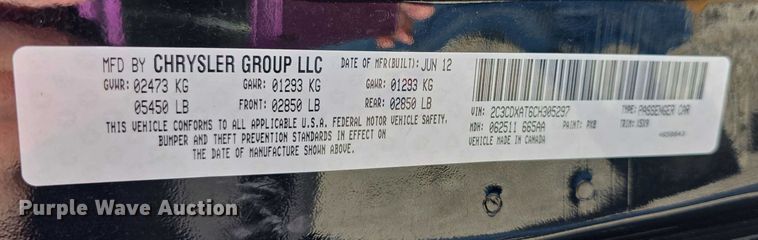 MFD BY CHRYSLER GROUP LLC DATE OF MFR(BUILT): JUN 12
GVWR: 02473 KG GAWR: 01293 KG GAWR: 01293 KG
05450 LB FRONT: 02850 LB REAR: 02850 LB
THIS VEHICLE CONFORMS TO ALL APPLICABLE U.S.A. FEDERAL MOTOR VEHICLE SAFETY,
BUMPER AND THEFT PREVENTION STANDARDS IN EFFECT ON
THE DATE OF MANUFACTURE SHOWN ABOVE.
VIN: 2C3CDXAT6CH305297 TYPE: PASSENGER CAR
MDH: 062511 665AA PAINT: PX8 TRIM: X5X9
VEHICLE MADE IN CANADA
Purple Wave Auction